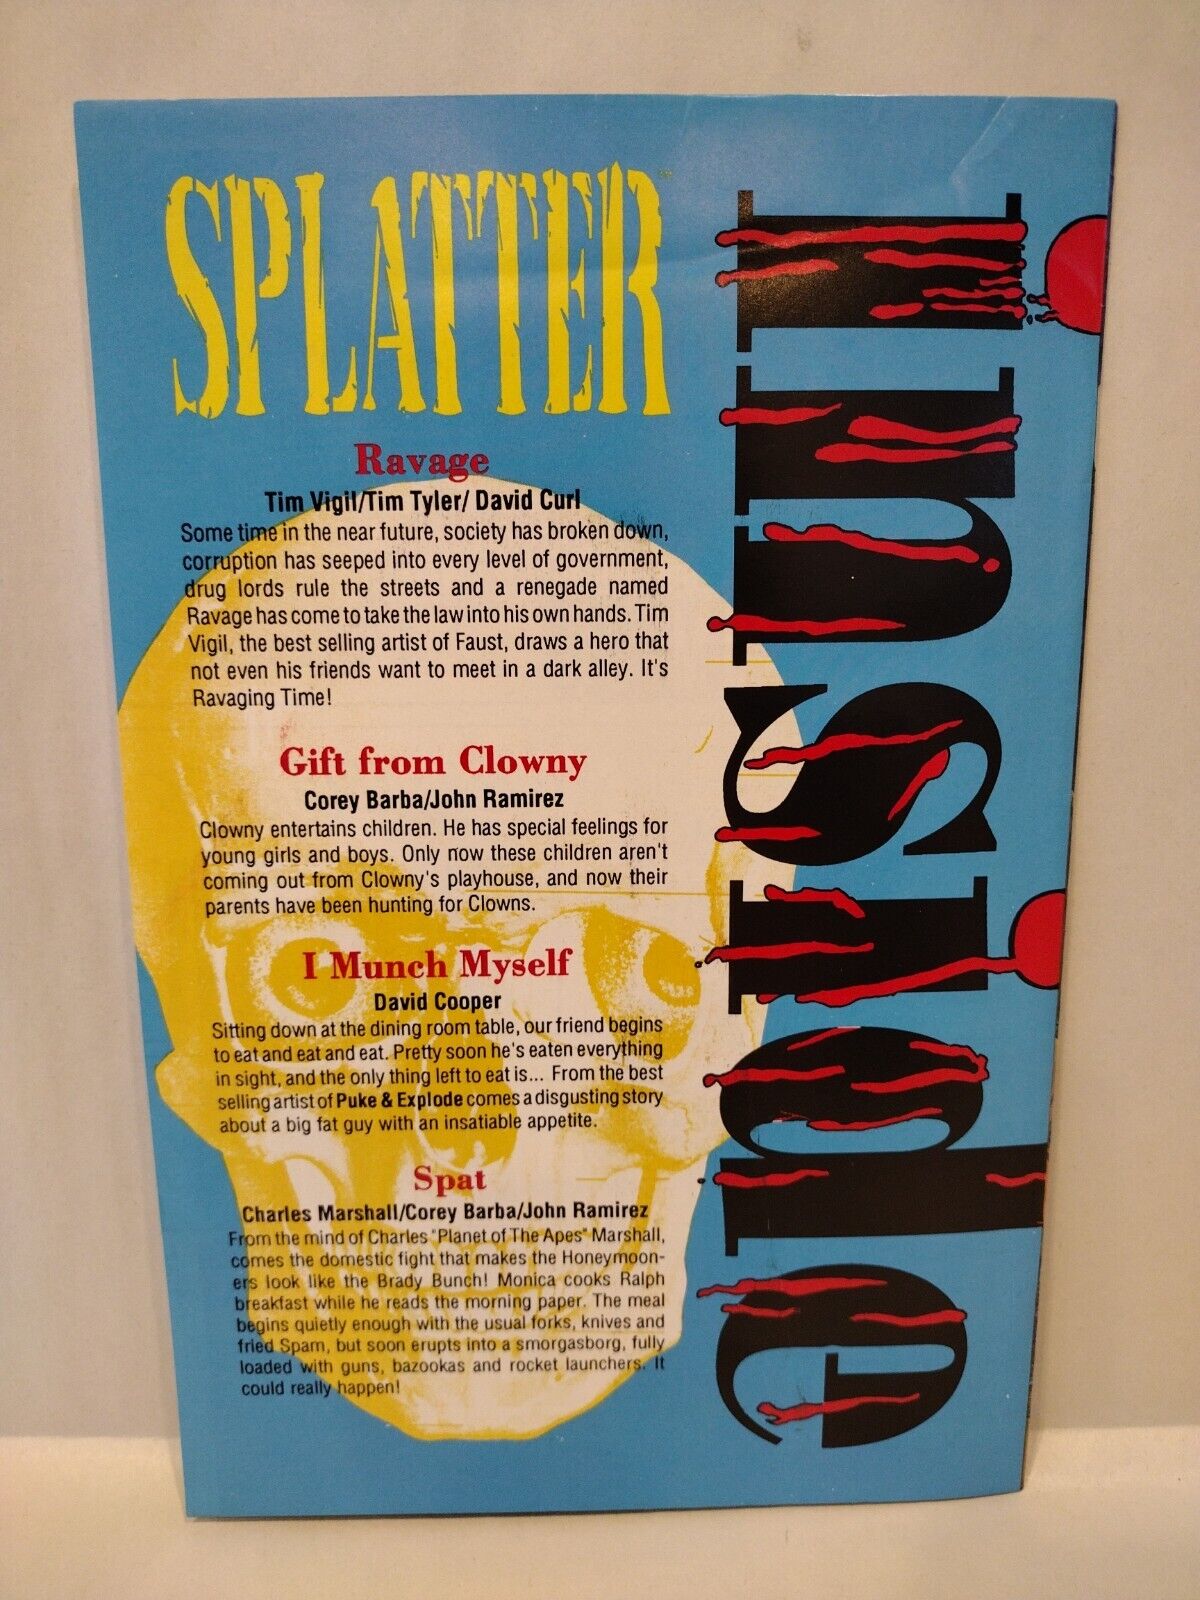 SPLATTER™
Ravage
Tim Vigil/Tim Tyler/ David Curl
Some time in the near future, society has broken down,
corruption has seeped into every level of government,
drug lords rule the streets and a renegade named
Ravage has come to take the law into his own hands. Tim
Vigil, the best selling artist of Faust, draws a hero that
not even his friends want to meet in a dark alley. It's
Ravaging Time!
Gift from Clowny
Corey Barba/John Ramirez
Clowny entertains children. He has special feelings for
young girls and boys. Only now these children aren't
coming out from Clowny's playhouse, and now their
parents have been hunting for Clowns.
I Munch Myself
David Cooper
Sitting down at the dining room table, our friend begins
to eat and eat and eat. Pretty soon he's eaten everything
in sight, and the only thing left to eat is... From the best
selling artist of Puke & Explode comes a disgusting story
about a big fat guy with an insatiable appetite.
Spat
Charles Marshall/Corey Barba/John Ramirez
From the mind of Charles "Planet of The Apes" Marshall,
comes the domestic fight that makes the Honeymoon-
ers look like the Brady Bunch! Monica cooks Ralph
breakfast while he reads the morning paper. The meal
begins quietly enough with the usual forks, knives and
fried Spam, but soon erupts into a smorgasborg, fully
loaded with guns, bazookas and rocket launchers. It
could really happen!
inside